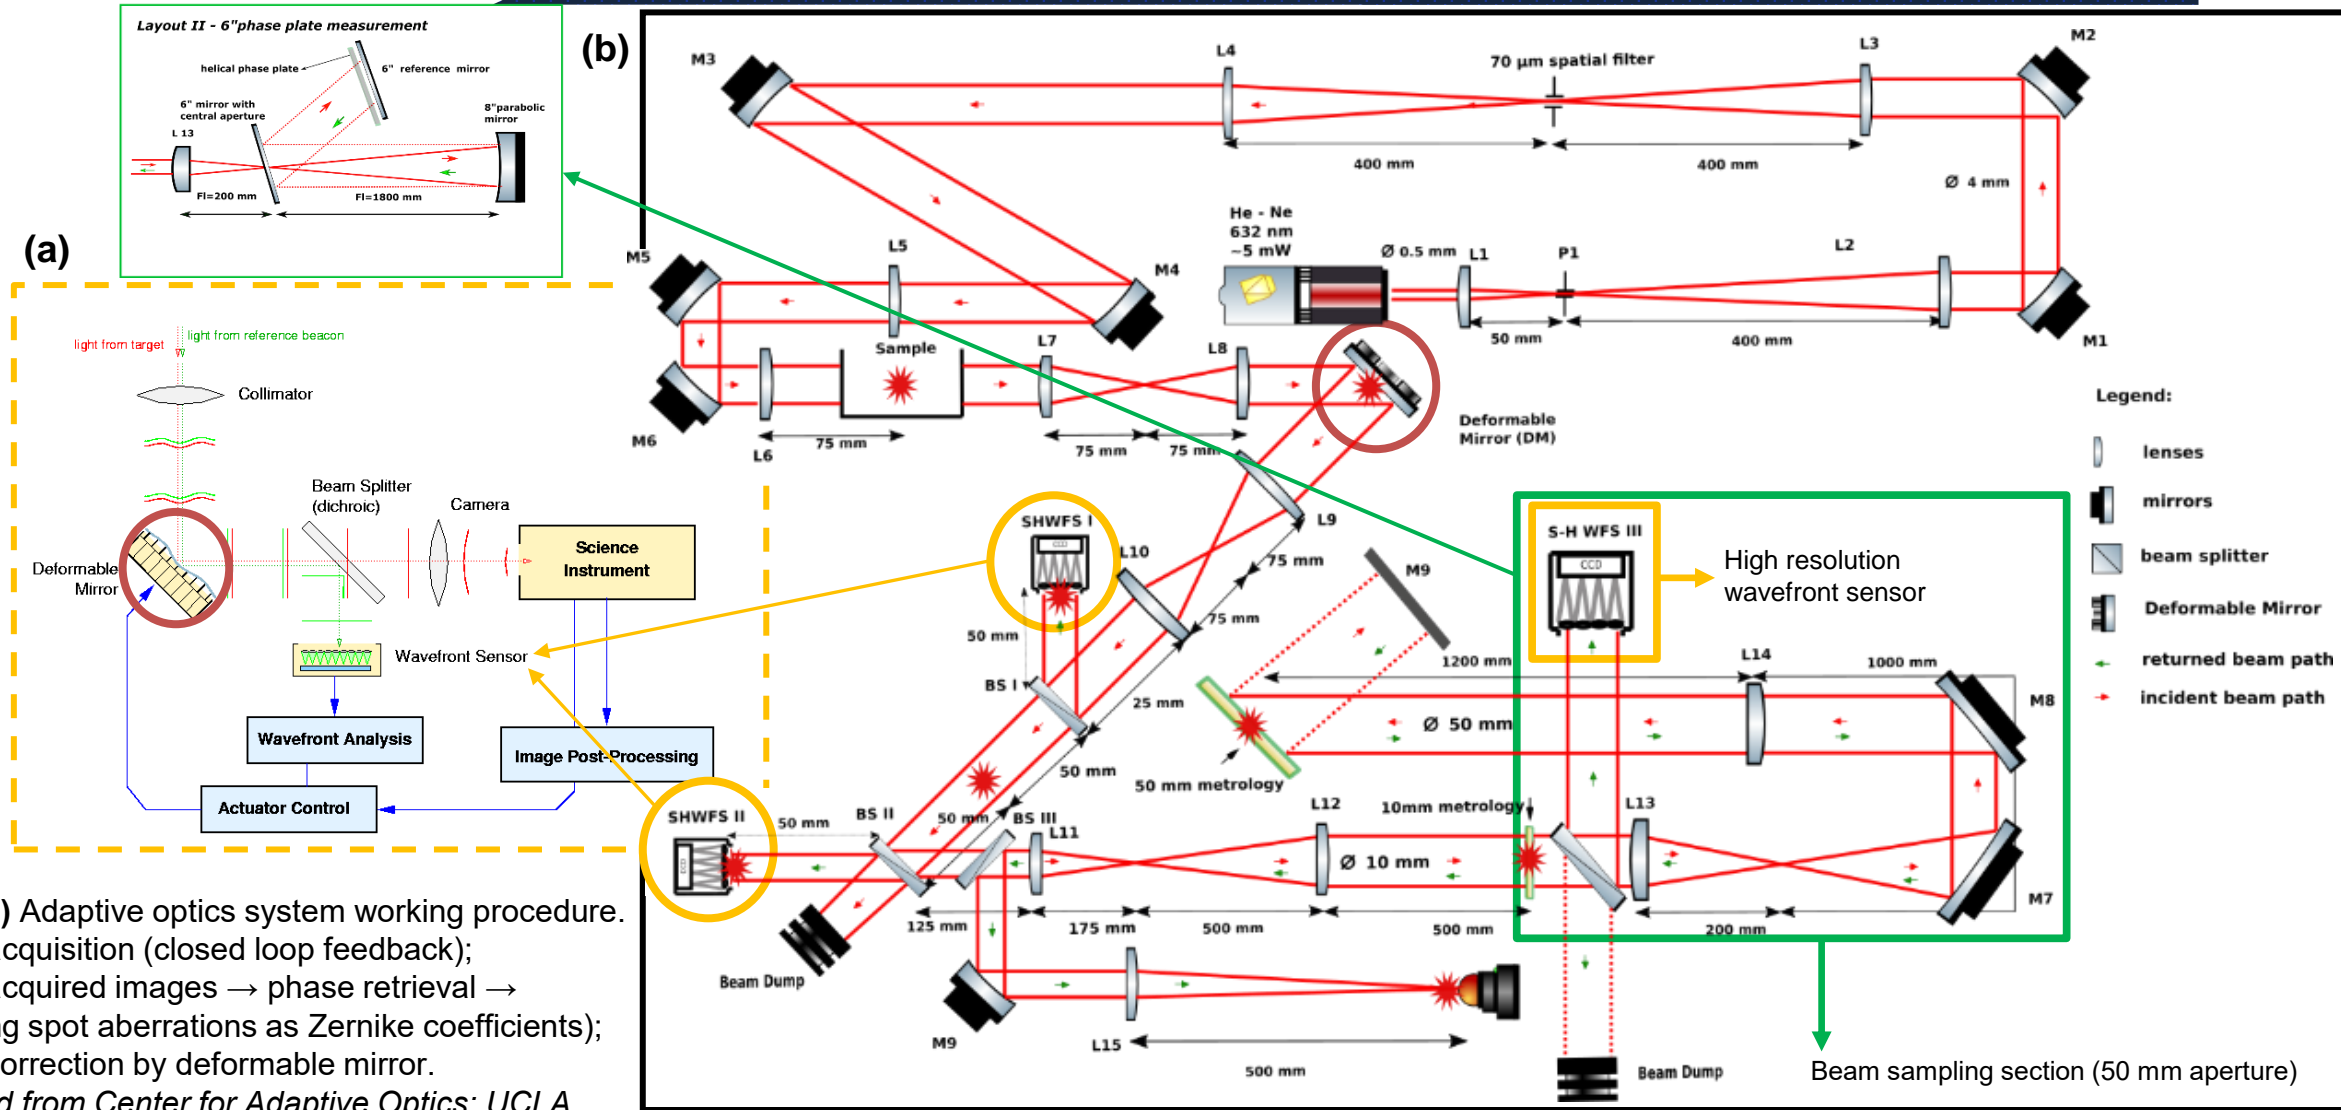 Layout II - 6"phase plate measurement
helical phase plate
6" reference mirror
6" mirror with
central aperture
8"parabolic
mirror
L 13
Fl=200 mm
Fl=1800 mm
(a)
light from target
light from reference beacon
Collimator
Beam Splitter
(dichroic)
Camera
Deformable
Mirror
Science
Instrument
Wavefront Sensor
Wavefront Analysis
Image Post-Processing
Actuator Control
) Adaptive optics system working procedure.
cquisition (closed loop feedback);
cquired images → phase retrieval →
ng spot aberrations as Zernike coefficients);
orrection by deformable mirror.
d from Center for Adaptive Optics: UCLA
(b)
M3
L4
70 µm spatial filter
L3
M2
400 mm
400 mm
Ø 4 mm
He - Ne
632 nm
~5 mW
Ø 0.5 mm
L1
P1
L2
M5
L5
M4
50 mm
400 mm
M1
Sample
L7
L8
M6
L6
75 mm
75 mm
75 mm
Deformable
Mirror (DM)
Legend:
lenses
mirrors
beam splitter
Deformable Mirror
returned beam path
incident beam path
SHWFS I
CCD
L10
L9
75 mm
75 mm
50 mm
BS I
25 mm
50 mm
M9
S-H WFS III
CCD
High resolution
wavefront sensor
1200 mm
L14
1000 mm
M8
Ø 50 mm
50 mm metrology
SHWFS II
CCD
50 mm
BS II
50 mm
BS III
L11
L12
10mm metrology
L13
Ø 10 mm
M7
125 mm
175 mm
500 mm
500 mm
200 mm
Beam Dump
M9
L15
500 mm
Beam Dump
Beam sampling section (50 mm aperture)